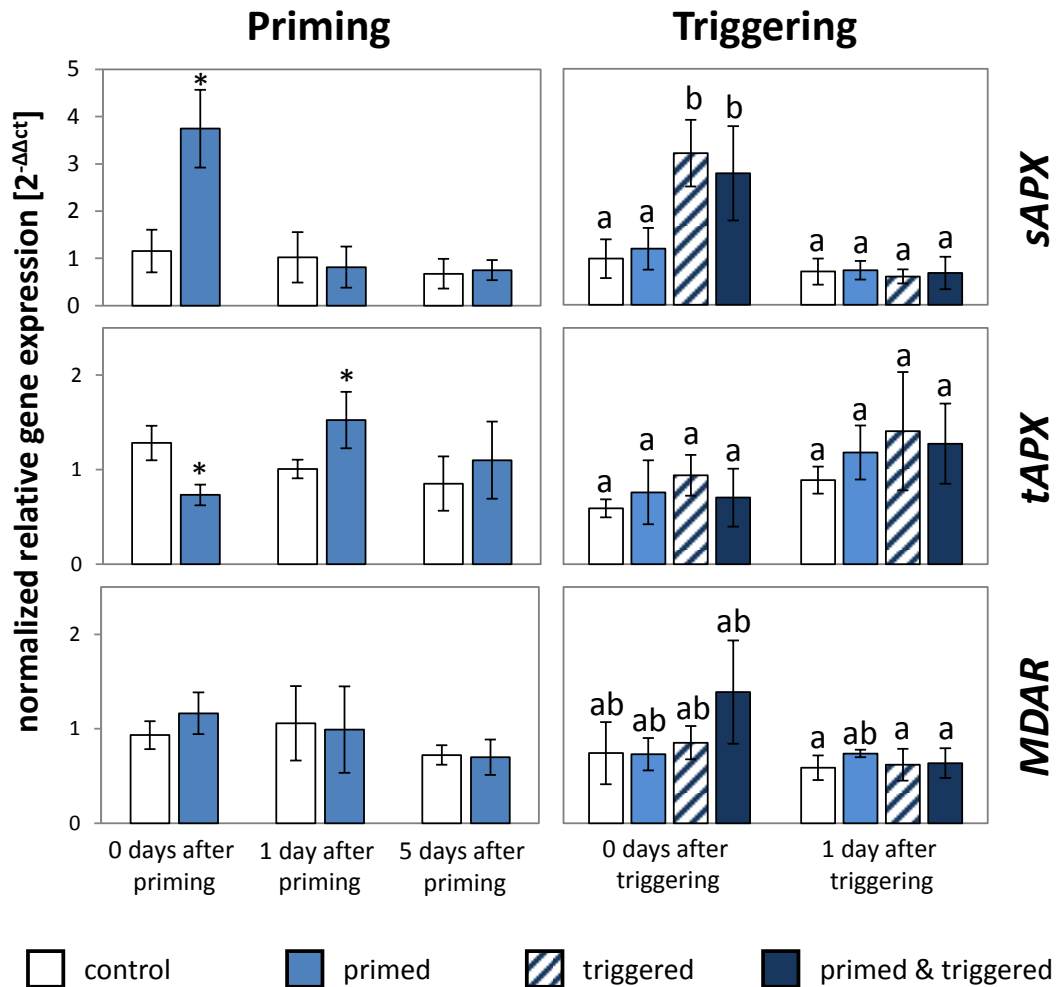 Priming Triggering
normalized relative gene expression [2-ΔΔct]
5
4
3
2
1
0
*
a a b b a a a a
sAPX
2
1
0
* *
a a a a a a a a
tAPX
2
1
0
ab ab ab ab a ab a a
MDAR
0 days after 1 day after 5 days after 0 days after 1 day after
priming priming priming triggering triggering
control primed triggered primed & triggered